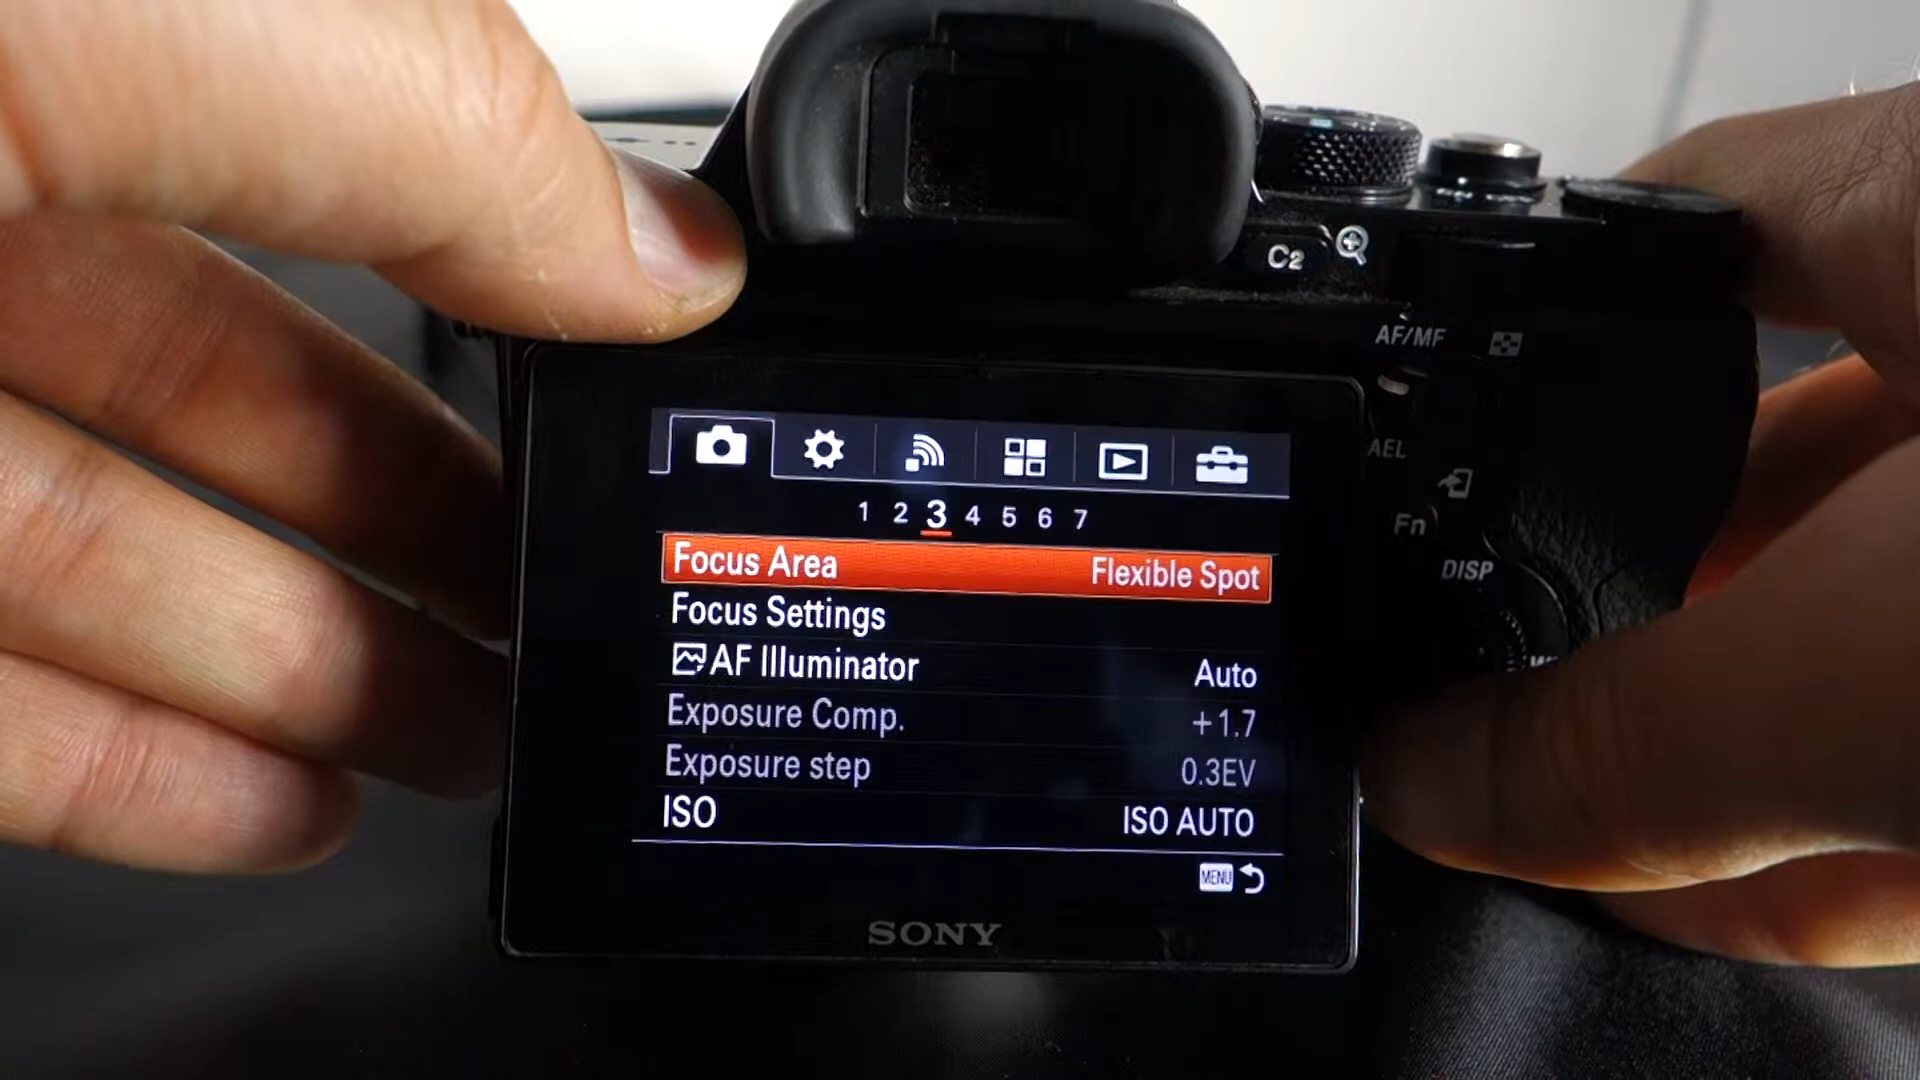 C2
AF/MF
AEL
Fn
DISP
1 2 3 4 5 6 7
Focus Area Flexible Spot
Focus Settings
AF Illuminator Auto
Exposure Comp. +1.7
Exposure step 0.3EV
ISO ISO AUTO
MENU
SONY